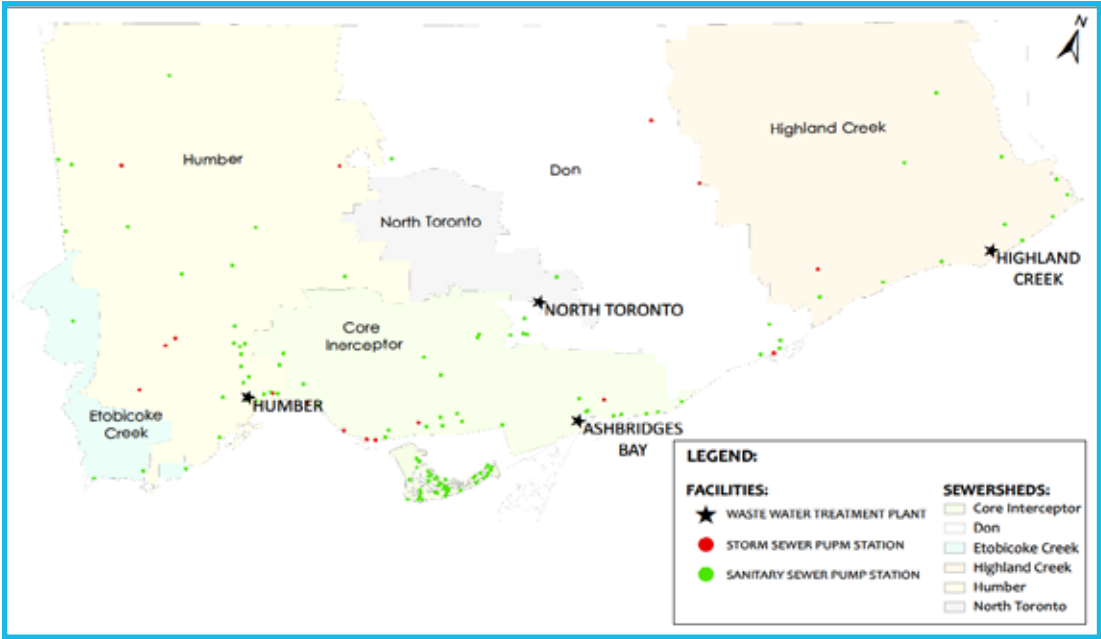 N
Humber
Don
Highland Creek
North Toronto
HIGHLAND
CREEK
NORTH TORONTO
Core
Inerceptor
Etobicoke
Creek
HUMBER
ASHBRIDGES
BAY
LEGEND:
FACILITIES:
WASTE WATER TREATMENT PLANT
STORM SEWER PUPM STATION
SANITARY SEWER PUMP STATION
SEWERSHEDS:
Core Interceptor
Don
Etobicoke Creek
Highland Creek
Humber
North Toronto